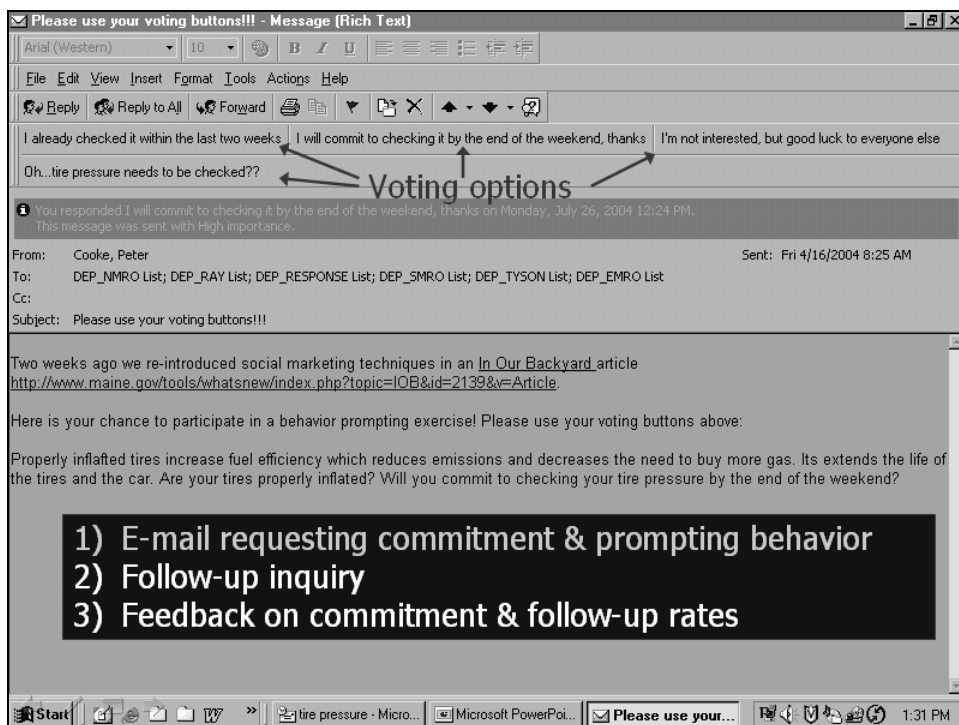 Please use your voting buttons!!! - Message (Rich Text)
Arial (Western) 10 B I U
File Edit View Insert Format Tools Actions Help
Reply Reply to All Forward
I already checked it within the last two weeks I will commit to checking it by the end of the weekend, thanks I'm not interested, but good luck to everyone else
Oh...tire pressure needs to be checked??
Voting options
You responded I will commit to checking it by the end of the weekend, thanks on Monday, July 26, 2004 12:24 PM.
This message was sent with High importance.
From: Cooke, Peter Sent: Fri 4/16/2004 8:25 AM
To: DEP_NMRO List; DEP_RAY List; DEP_RESPONSE List; DEP_SMRO List; DEP_TYSON List; DEP_EMRO List
Cc:
Subject: Please use your voting buttons!!!
Two weeks ago we re-introduced social marketing techniques in an In Our Backyard article
http://www.maine.gov/tools/whatsnew/index.php?topic=IOB&id=2139&v=Article.
Here is your chance to participate in a behavior prompting exercise! Please use your voting buttons above:
Properly inflafted tires increase fuel efficiency which reduces emissions and decreases the need to buy more gas. Its extends the life of
the tires and the car. Are your tires properly inflated? Will you commit to checking your tire pressure by the end of the weekend?
1) E-mail requesting commitment & prompting behavior
2) Follow-up inquiry
3) Feedback on commitment & follow-up rates
Start » tire pressure - Micro... Microsoft PowerPoi... Please use your... 1:31 PM